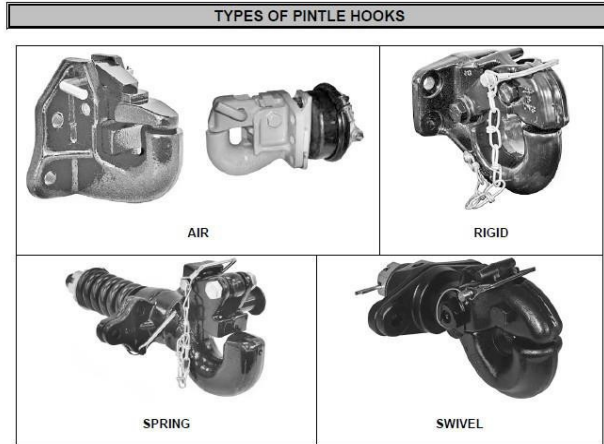 TYPES OF PINTLE HOOKS
AIR
RIGID
SPRING
SWIVEL